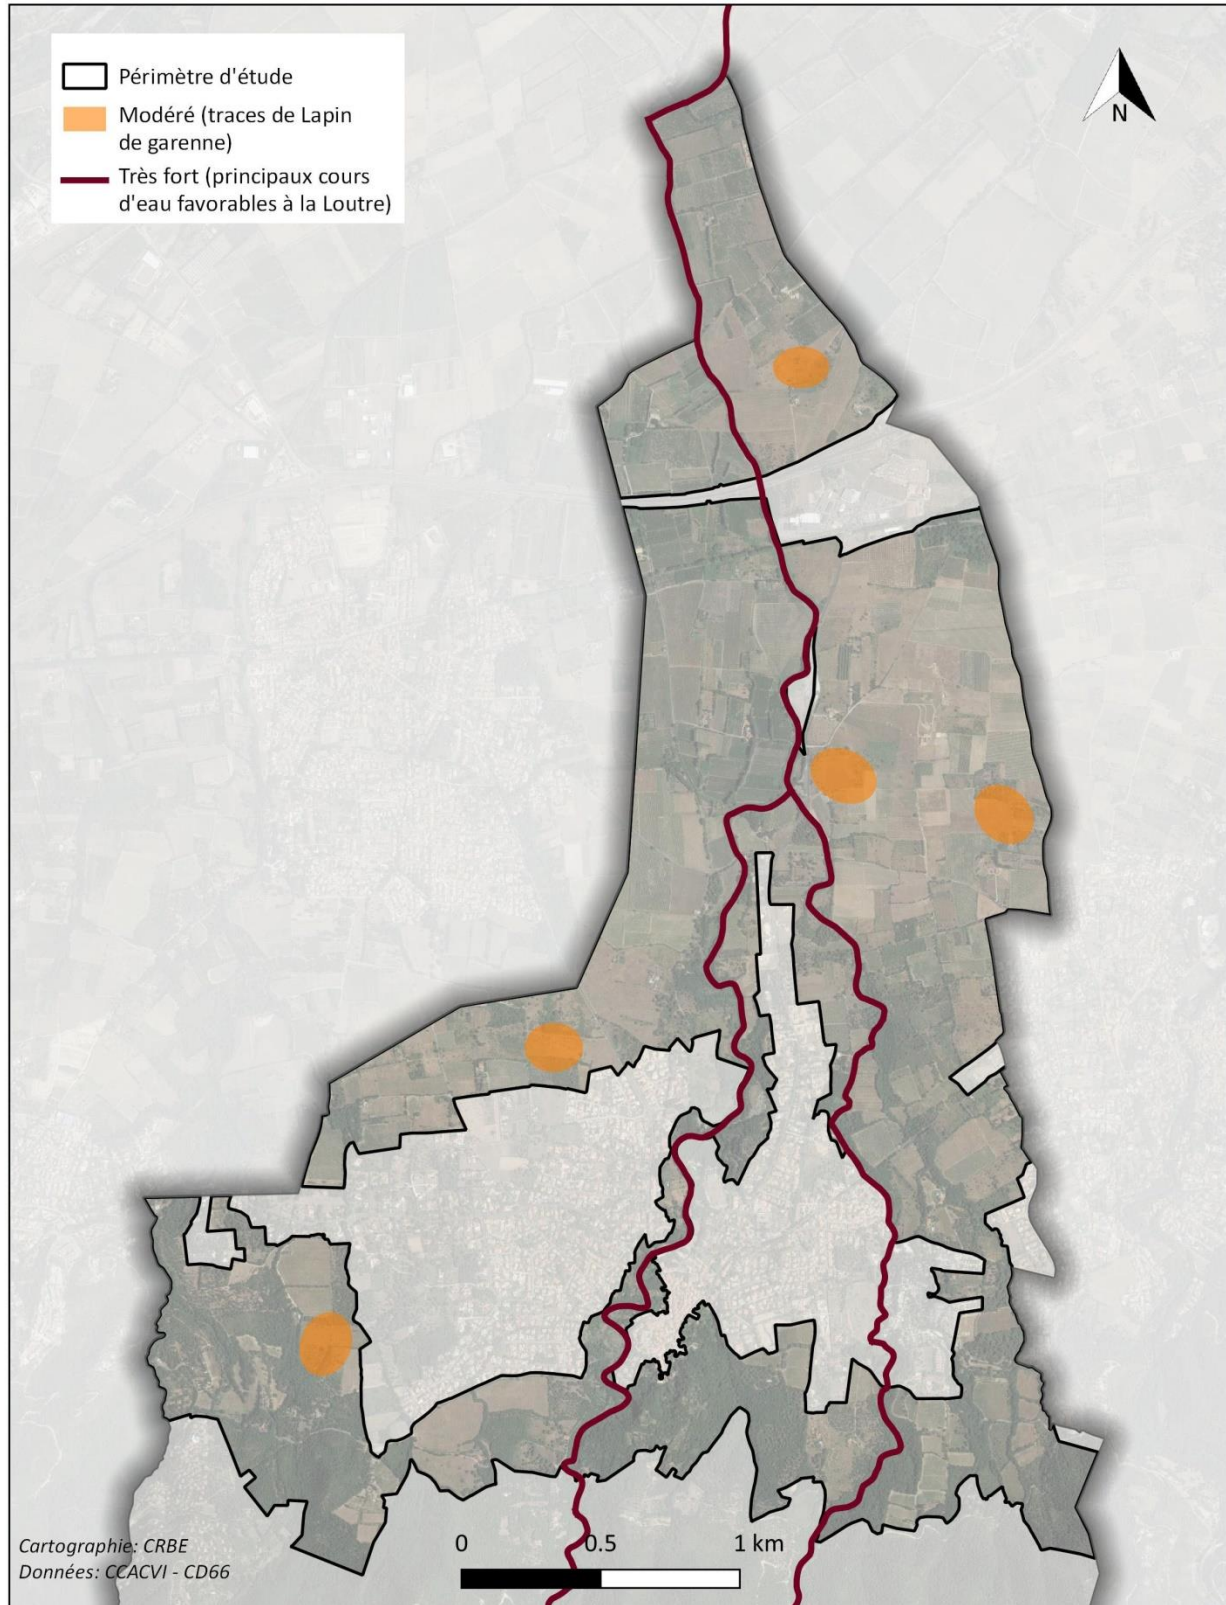 Périmètre d'étude
Modéré (traces de Lapin
de garenne)
Très fort (principaux cours
d'eau favorables à la Loutre)
N
0 0.5 1 km
Cartographie: CRBE
Données: CCACVI - CD66